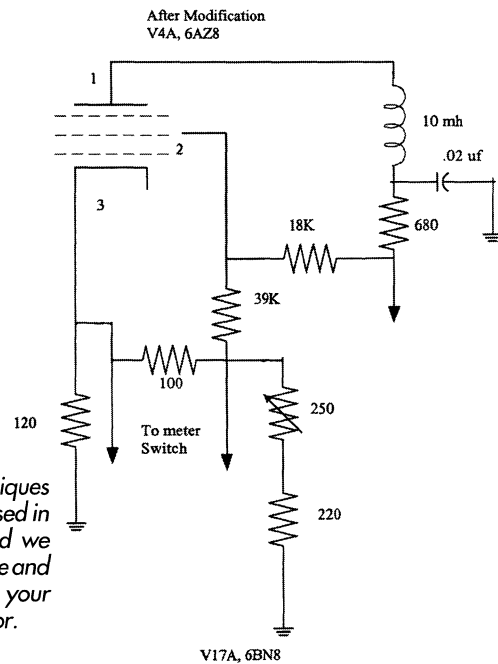 After Modification
V4A, 6AZ8
1
10 mh
2
.02 uf
3
18K
680
39K
100
250
120
To meter
Switch
220
iques
sed in
d we
e and
your
or.
V17A, 6BN8